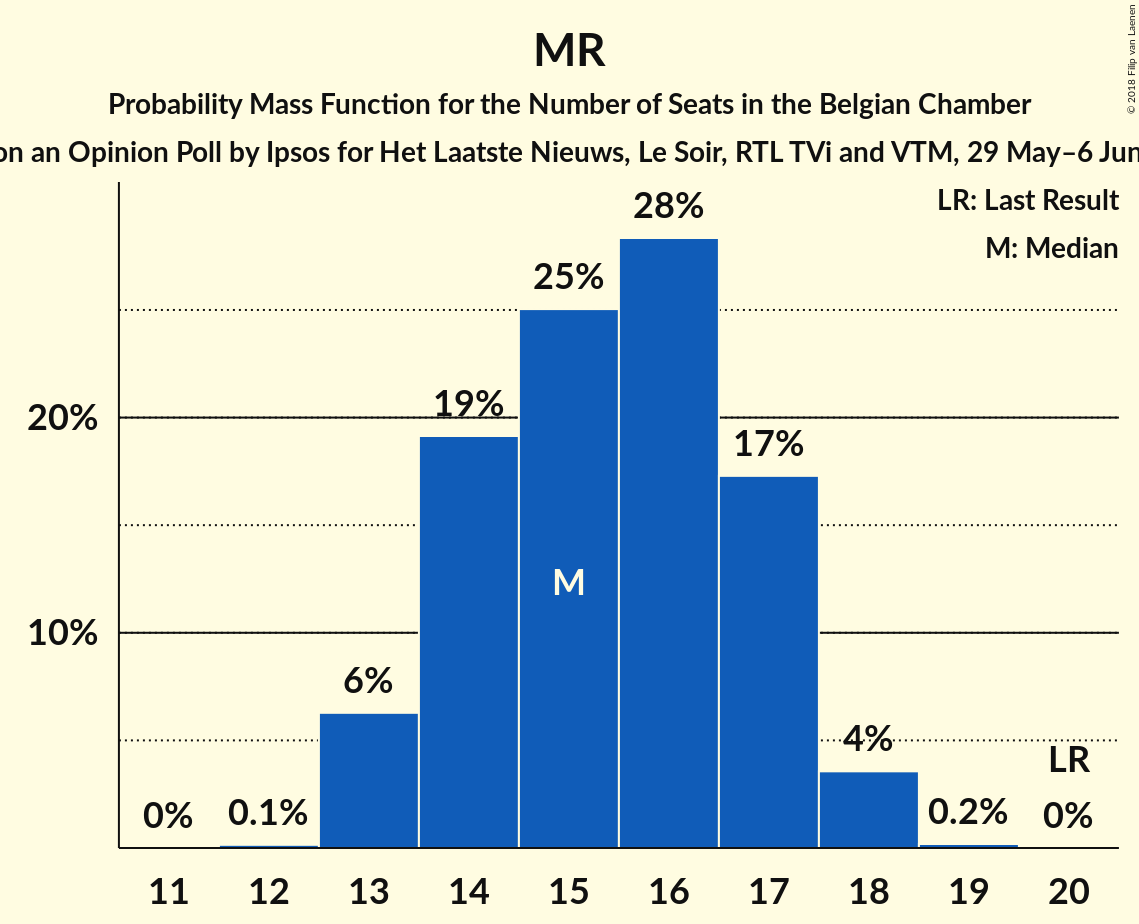 MR
Probability Mass Function for the Number of Seats in the Belgian Chamber
on an Opinion Poll by Ipsos for Het Laatste Nieuws, Le Soir, RTL TVi and VTM, 29 May–6 Jun
© 2018 Filip van Laenen
LR: Last Result
M: Median
28%
25%
19%
20%
17%
M
10%
6%
4%
LR
0%
0.1%
0.2%
0%
11 12 13 14 15 16 17 18 19 20